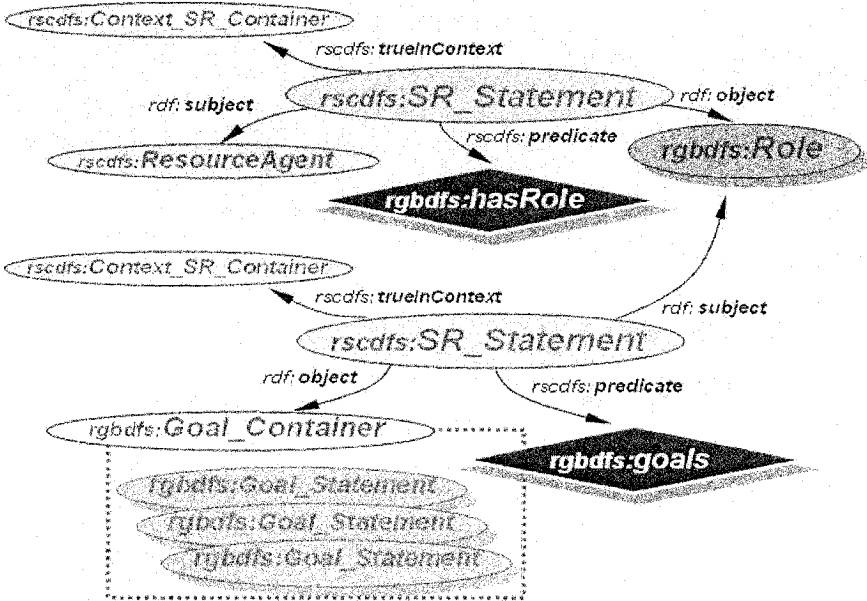 rscdfs:Context_SR_Container
rscdfs:trueInContext
rdf: subject
rscdfs:SR_Statement
rdf: object
rscdfs: predicate
rscdfs:ResourceAgent
rgbdfs:Role
rgbdfs:hasRole
rscdfs:Context_SR_Container
rscdfs:trueInContext
rdf: subject
rscdfs:SR_Statement
rdf: object
rscdfs: predicate
rgbdfs:Goal_Container
rgbdfs:goals
rgbdfs:Goal_Statement
rgbdfs:Goal_Statement
rgbdfs:Goal_Statement